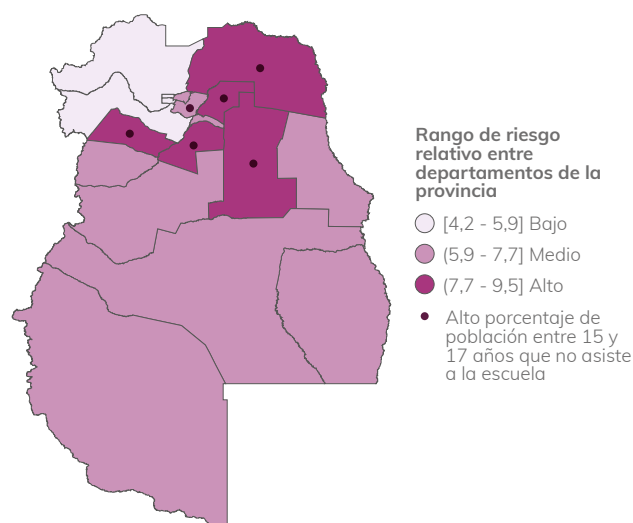 Rango de riesgo
relativo entre
departamentos de la
provincia
[4,2 - 5,9] Bajo
(5,9 - 7,7] Medio
(7,7 - 9,5] Alto
Alto porcentaje de
población entre 15 y
17 años que no asiste
a la escuela